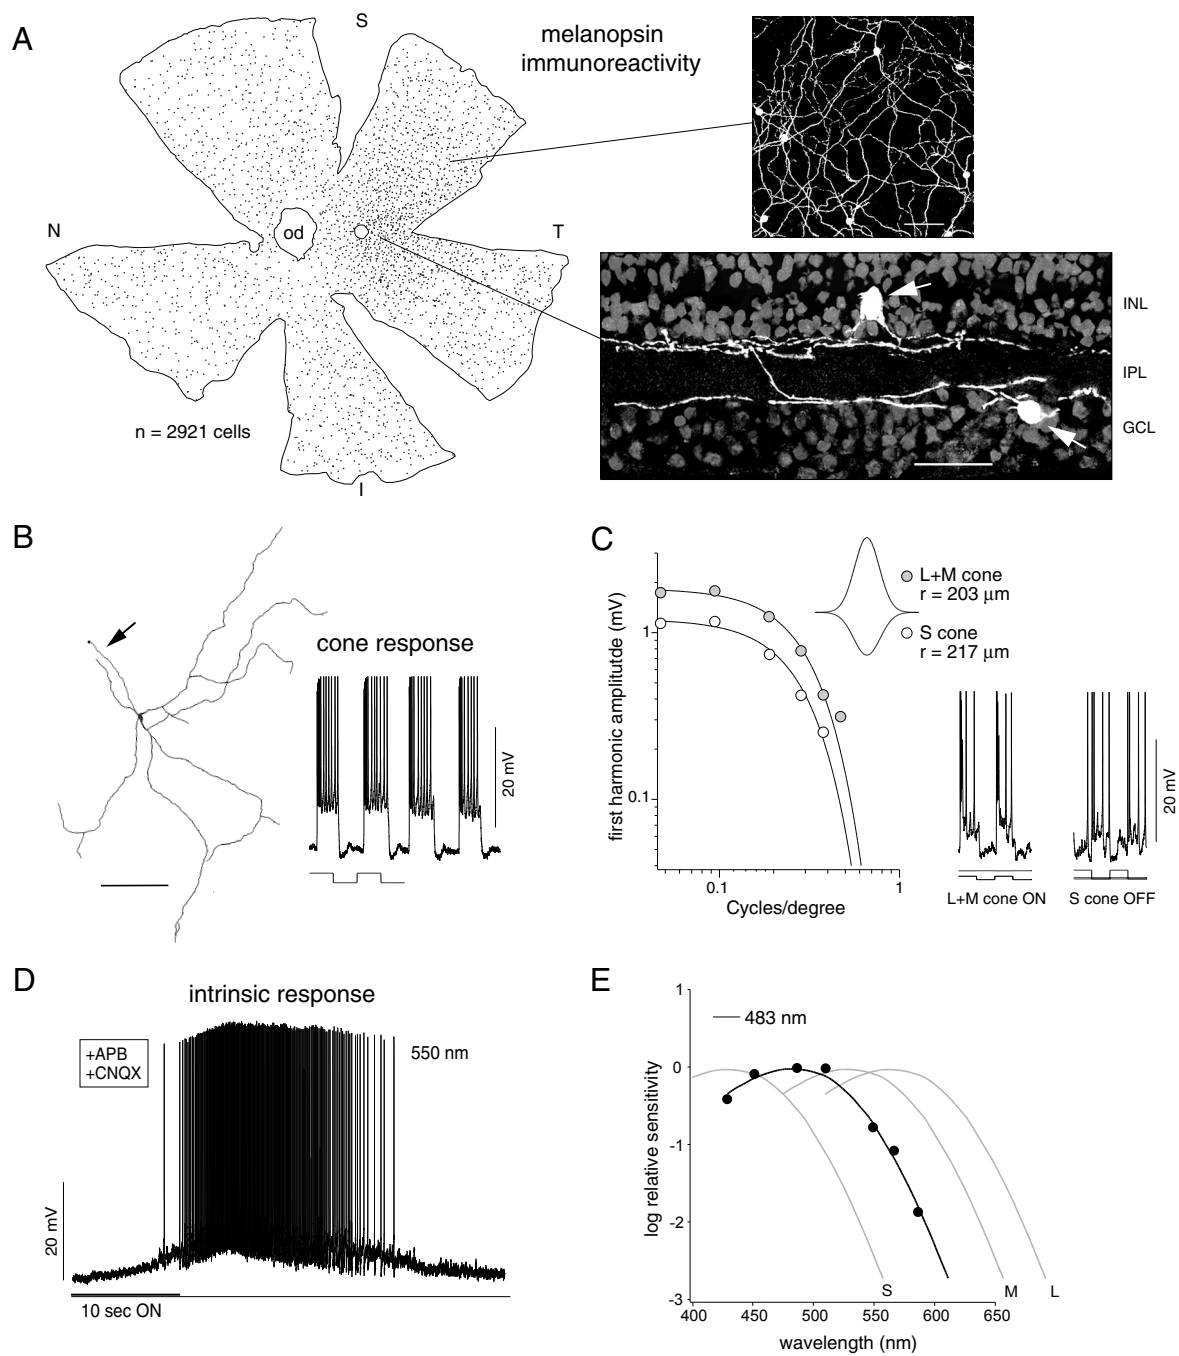 A
S
melanopsin
immunoreactivity
N
od
T
n = 2921 cells
I
INL
IPL
GCL
B
cone response
20 mV
C
first harmonic amplitutde (mV)
1
0.1
0.1
1
Cycles/degree
L+M cone
r = 203 µm
S cone
r = 217 µm
20 mV
L+M cone ON
S cone OFF
D
intrinsic response
+APB
+CNQX
550 nm
20 mV
10 sec ON
E
483 nm
log relative sensitivity
1
0
-1
-2
-3
S
M
L
400
450
500
550
600
650
wavelength (nm)